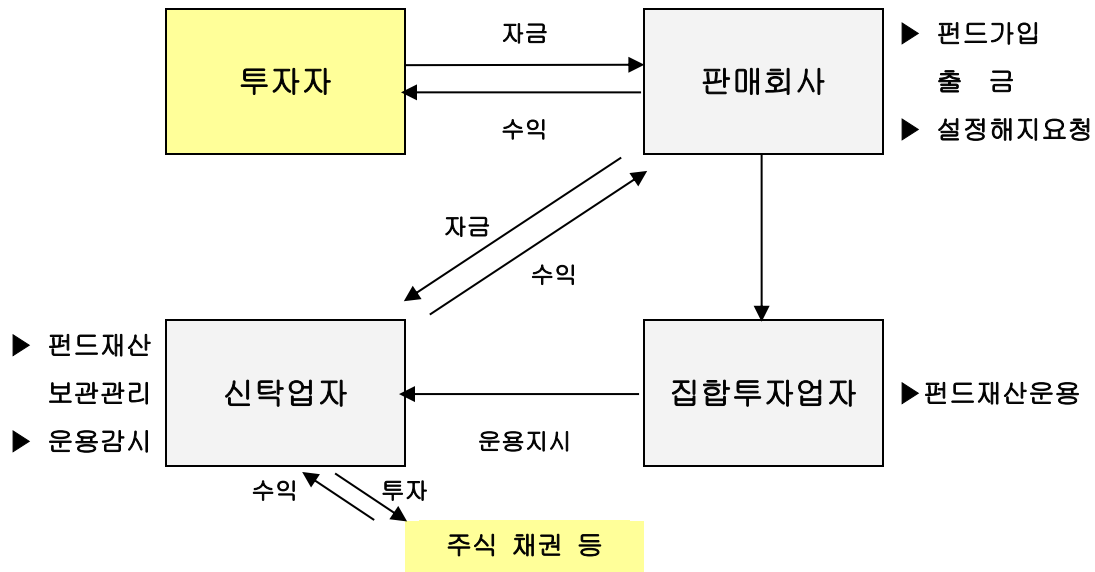 자금
투자자
판매회사
▶ 펀드가입
출 금
▶ 설정해지요청
수익
자금
수익
▶ 펀드재산
보관관리
▶ 운용감시
신탁업자
집합투자업자
▶펀드재산운용
운용지시
수익
투자
주식 채권 등